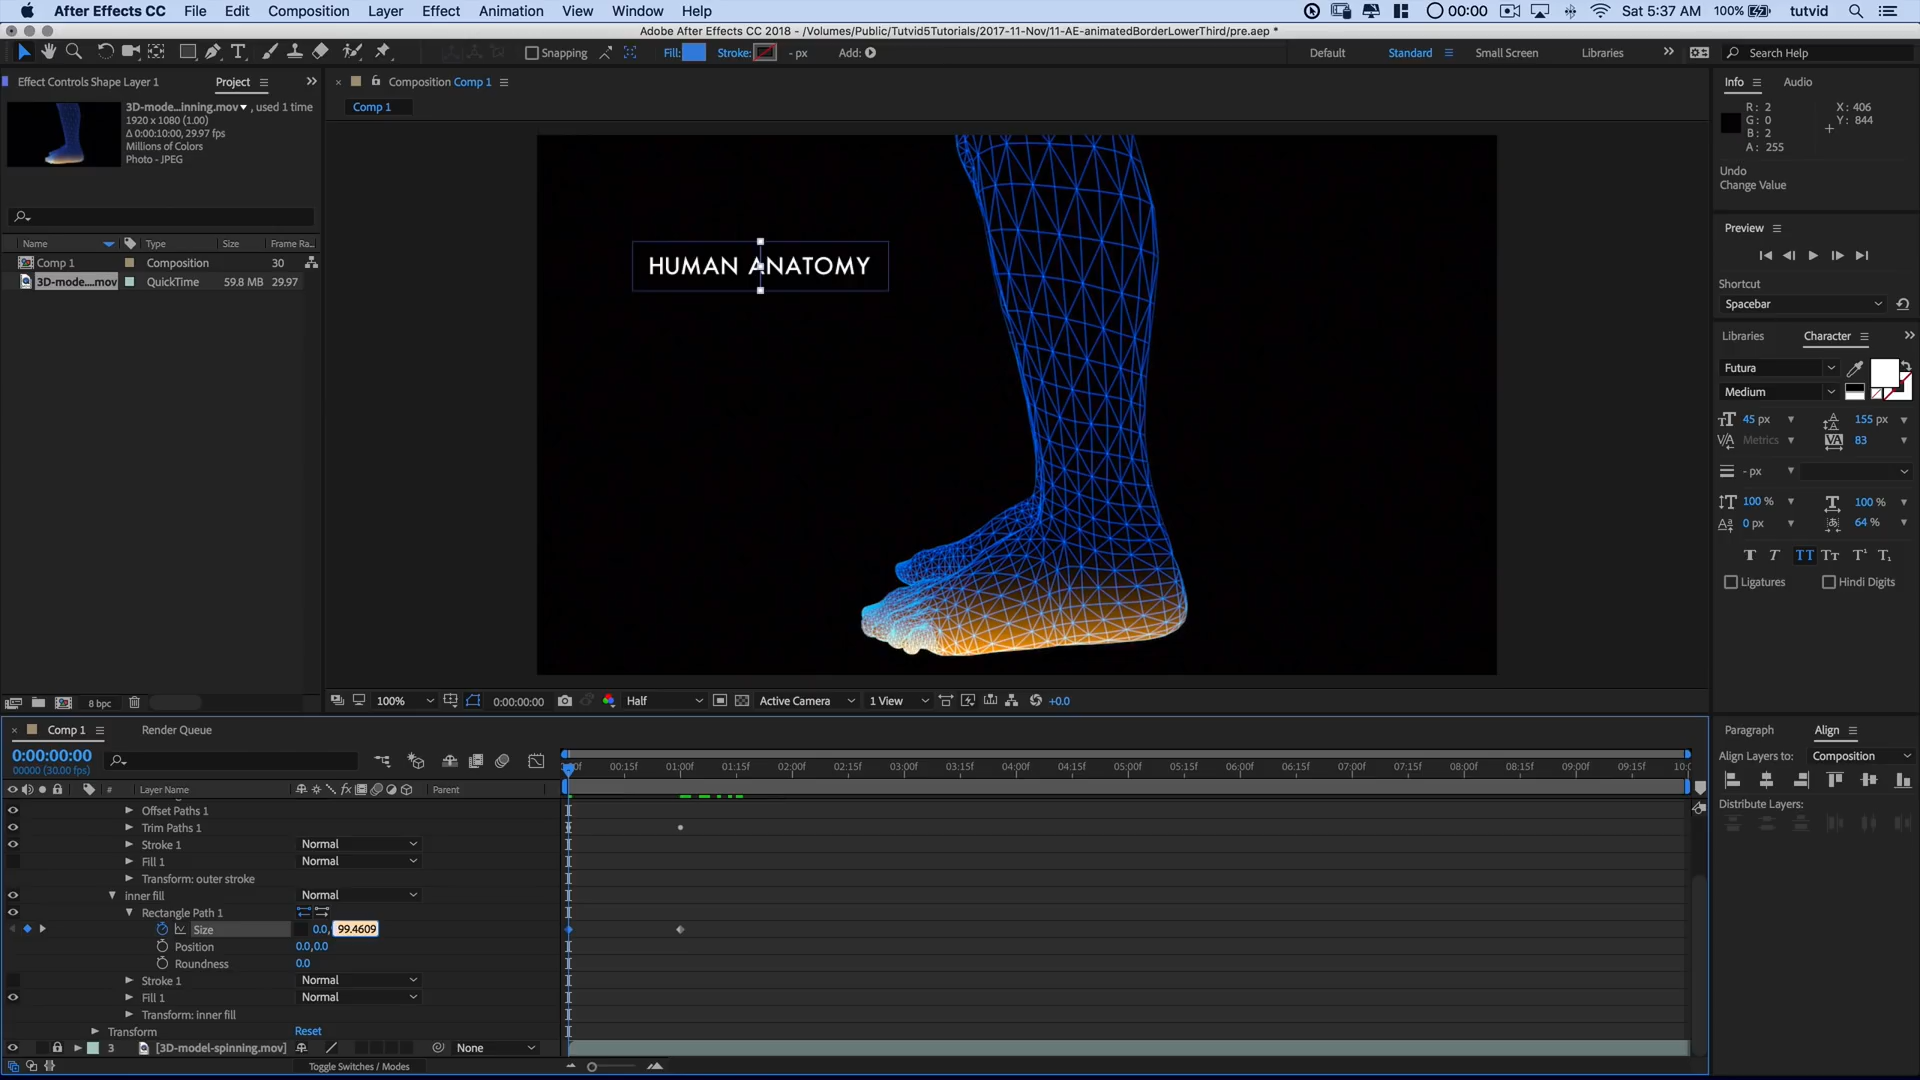 After Effects CC File Edit Composition Layer Effect Animation View Window Help 00:00 Sat 5:37 AM 100% tutvid
Adobe After Effects CC 2018 - /Volumes/Public/Tutvid5Tutorials/2017-11-Nov/11-AE-animatedBorderLowerThird/pre.aep *
Snapping Fill: Stroke: - px Add: Default Standard Small Screen Libraries Search Help
Effect Controls Shape Layer 1 Project Composition Comp 1 Info Audio
3D-mode...inning.mov , used 1 time
1920 x 1080 (1.00)
Δ 0:00:10:00, 29.97 fps
Millions of Colors
Photo - JPEG
Comp 1
R: 2 X: 406
G: 0 Y: 844
B: 2
A: 255
Undo
Change Value
Preview
Shortcut
Spacebar
Name Type Size Frame Ra...
Comp 1 Composition 30
3D-mode....mov QuickTime 59.8 MB 29.97
HUMAN ANATOMY
Libraries Character
Futura
Medium
45 px 155 px
Metrics 83
- px
100 % 100 %
0 px 64 %
TT
Ligatures Hindi Digits
8 bpc 100% 0:00:00:00 Half Active Camera 1 View +0.0
Comp 1 Render Queue Paragraph Align
0:00:00:00
00000 (30.00 fps)
Align Layers to: Composition
Distribute Layers:
00:15f 01:00f 01:15f 02:00f 02:15f 03:00f 03:15f 04:00f 04:15f 05:00f 05:15f 06:00f 06:15f 07:00f 07:15f 08:00f 08:15f 09:00f 09:15f
# Layer Name Parent
Offset Paths 1
Trim Paths 1
Stroke 1 Normal
Fill 1 Normal
Transform: outer stroke
inner fill Normal
Rectangle Path 1
Size 0.0, 99.4609
Position 0.0,0.0
Roundness 0.0
Stroke 1 Normal
Fill 1 Normal
Transform: inner fill
Transform Reset
3 [3D-model-spinning.mov] None
Toggle Switches / Modes